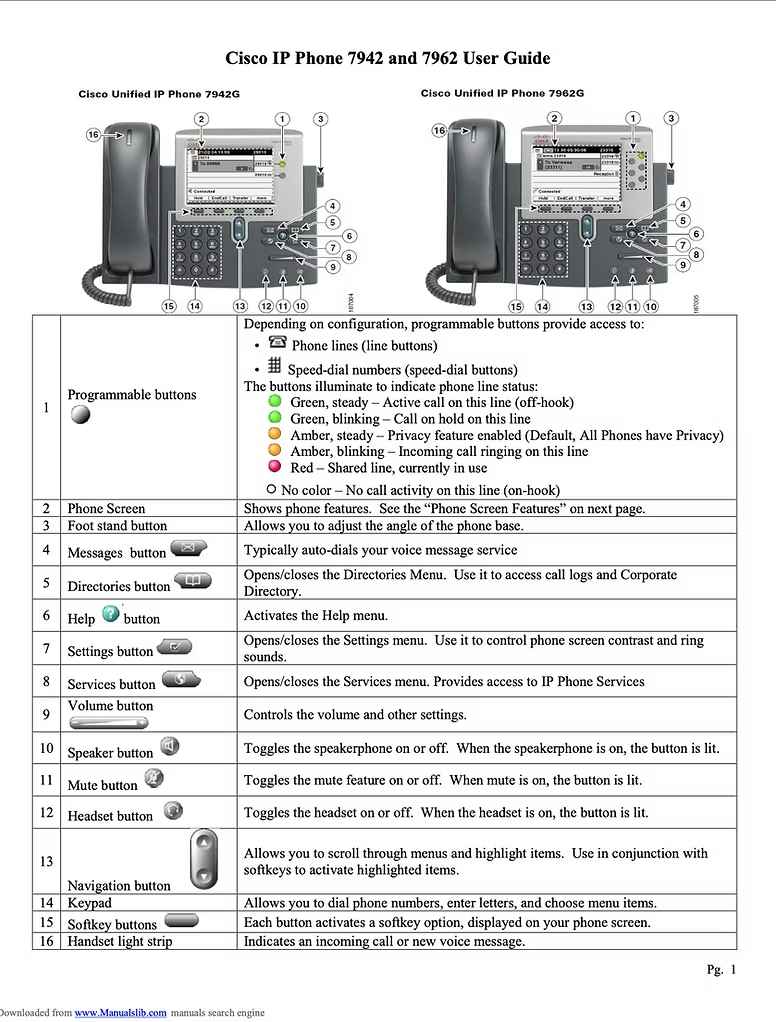 Cisco IP Phone 7942 and 7962 User Guide
Cisco Unified IP Phone 7942G
Cisco Unified IP Phone 7962G
2 1 3
16
4
5
6
7
8
9
15 14 13 12 11 10
187004
Connected
Hold EndCall Transfer more
2 1 3
16
4
5
6
7
8
9
15 14 13 12 11 10
187005
Connected
Hold EndCall Transfer more
1
Programmable buttons
Depending on configuration, programmable buttons provide access to:
• Phone lines (line buttons)
• Speed-dial numbers (speed-dial buttons)
The buttons illuminate to indicate phone line status:
Green, steady – Active call on this line (off-hook)
Green, blinking – Call on hold on this line
Amber, steady – Privacy feature enabled (Default, All Phones have Privacy)
Amber, blinking – Incoming call ringing on this line
Red – Shared line, currently in use
No color – No call activity on this line (on-hook)
2 Phone Screen Shows phone features. See the “Phone Screen Features” on next page.
3 Foot stand button Allows you to adjust the angle of the phone base.
4 Messages button Typically auto-dials your voice message service
5 Directories button Opens/closes the Directories Menu. Use it to access call logs and Corporate
Directory.
6 Help ? button Activates the Help menu.
7 Settings button Opens/closes the Settings menu. Use it to control phone screen contrast and ring
sounds.
8 Services button Opens/closes the Services menu. Provides access to IP Phone Services
9 Volume button Controls the volume and other settings.
10 Speaker button Toggles the speakerphone on or off. When the speakerphone is on, the button is lit.
11 Mute button Toggles the mute feature on or off. When mute is on, the button is lit.
12 Headset button Toggles the headset on or off. When the headset is on, the button is lit.
13 Navigation button Allows you to scroll through menus and highlight items. Use in conjunction with
softkeys to activate highlighted items.
14 Keypad Allows you to dial phone numbers, enter letters, and choose menu items.
15 Softkey buttons Each button activates a softkey option, displayed on your phone screen.
16 Handset light strip Indicates an incoming call or new voice message.
Pg. 1
Downloaded from www.Manualslib.com manuals search engine